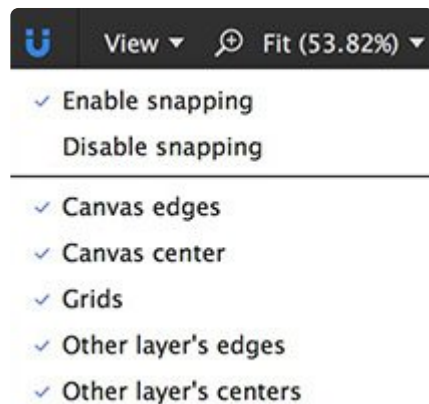 View Fit (53.82%)
Enable snapping
Disable snapping
Canvas edges
Canvas center
Grids
Other layer's edges
Other layer's centers